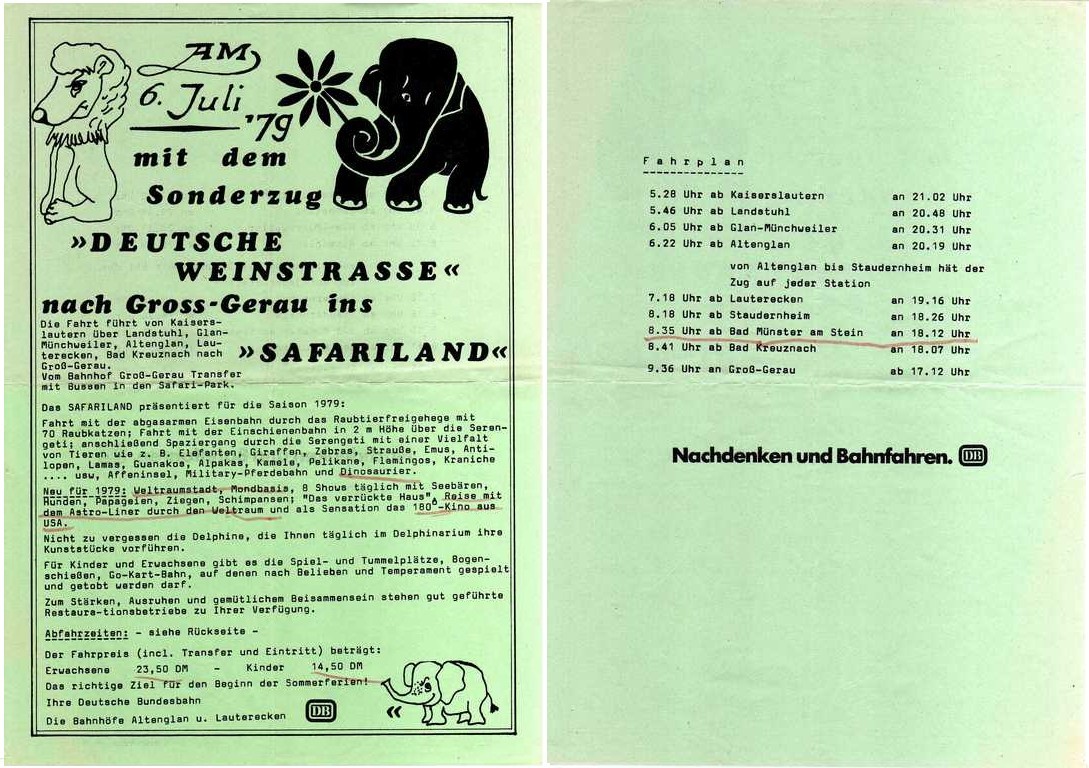 AM
6. Juli
'79
mit dem
Sonderzug
»DEUTSCHE
WEINSTRASSE«
nach Gross-Gerau ins
Die Fahrt führt von Kaisers-
lautern über Landstuhl, Glan-
Münchweiler, Altenglan, Lau-
terecken, Bad Kreuznach nach
Groß-Gerau.
»SAFARILAND«
Vom Bahnhof Groß-Gerau Transfer
mit Bussen in den Safari-Park.
Das SAFARILAND präsentiert für die Saison 1979:
Fahrt mit der abgasarmen Eisenbahn durch das Raubtierfreigehege mit
70 Raubkatzen; Fahrt mit der Einschienenbahn in 2 m Höhe über die Seren-
geti; anschließend Spaziergang durch die Serengeti mit einer Vielfalt
von Tieren wie z. B. Elefanten, Giraffen, Zebras, Strauße, Emus, Anti-
lopen, Lamas, Guanakos, Alpakas, Kamele, Pelikane, Flamingos, Kraniche
.... usw, Affeninsel, Military-Pferdebahn und Dinosaurier.
Neu für 1979: Weltraumstadt, Mondbasis, 8 Shows täglich mit Seebären,
Hunden, Papageien, Ziegen, Schimpansen; "Das verrückte Haus", Reise mit
dem Astro-Liner durch den Weltraum und als Sensation das 180°-Kino aus
USA.
Nicht zu vergessen die Delphine, die Ihnen täglich im Delphinarium ihre
Kunststücke vorführen.
Für Kinder und Erwachsene gibt es die Spiel- und Tummelplätze, Bogen-
schießen, Go-Kart-Bahn, auf denen nach Belieben und Temperament gespielt
und getobt werden darf.
Zum Stärken, Ausruhen und gemütlichem Beisammensein stehen gut geführte
Restaura-tionsbetriebe zu Ihrer Verfügung.
Abfahrzeiten: - siehe Rückseite -
Der Fahrpreis (incl. Transfer und Eintritt) beträgt:
Erwachsene 23,50 DM - Kinder 14,50 DM
Das richtige Ziel für den Beginn der Sommerferien!
Ihre Deutsche Bundesbahn
Die Bahnhöfe Altenglan u. Lauterecken DB «
Fahrplan
5.28 Uhr ab Kaiserslautern an 21.02 Uhr
5.46 Uhr ab Landstuhl an 20.48 Uhr
6.05 Uhr ab Glan-Münchweiler an 20.31 Uhr
6.22 Uhr ab Altenglan an 20.19 Uhr
von Altenglan bis Staudernheim hät der
Zug auf jeder Station
7.18 Uhr ab Lauterecken an 19.16 Uhr
8.18 Uhr ab Staudernheim an 18.26 Uhr
8.35 Uhr ab Bad Münster am Stein an 18.12 Uhr
8.41 Uhr ab Bad Kreuznach an 18.07 Uhr
9.36 Uhr an Groß-Gerau ab 17.12 Uhr
Nachdenken und Bahnfahren. DB